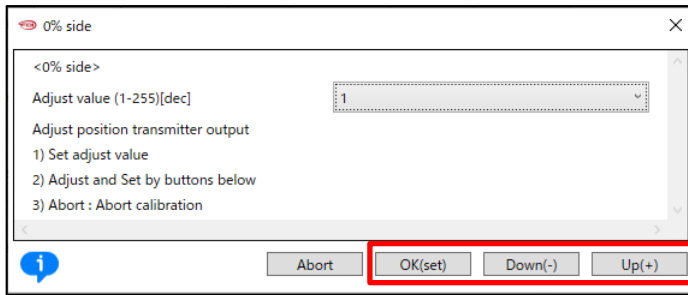 0% side
<0% side>
Adjust value (1-255)[dec] 1
Adjust position transmitter output
1) Set adjust value
2) Adjust and Set by buttons below
3) Abort : Abort calibration
Abort OK(set) Down(-) Up(+)